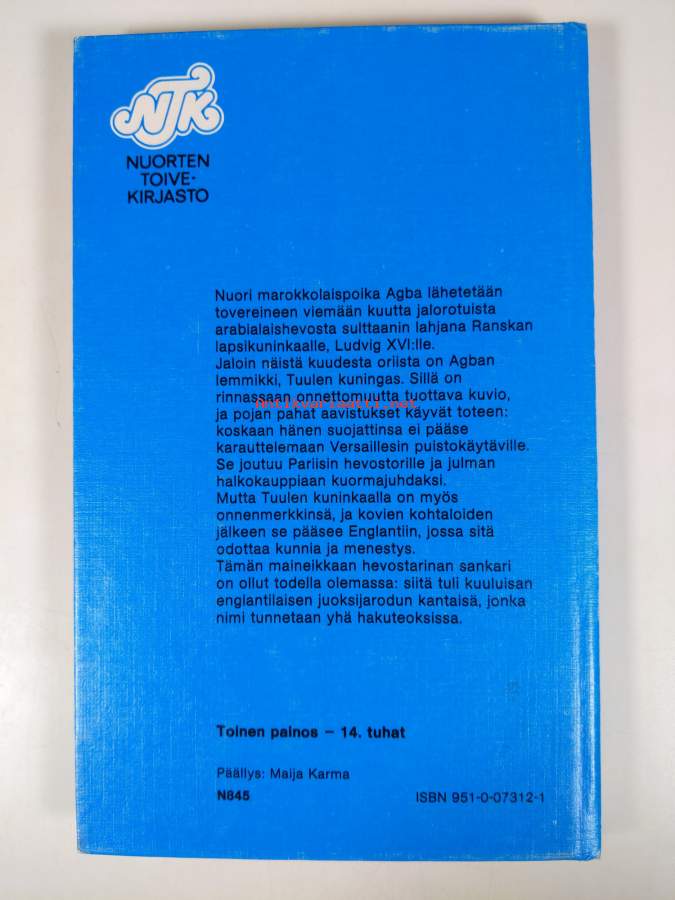 NTK
NUORTEN
TOIVE-
KIRJASTO
Nuori marokkolaispoika Agba lähetetään
tovereineen viemään kuutta jalorotuista
arabialaishevosta sulttaanin lahjana Ranskan
lapsikuninkaalle, Ludvig XVI:lle.
Jaloin näistä kuudesta oriista on Agban
lemmikki, Tuulen kuningas. Sillä on
rinnassaan onnettomuutta tuottava kuvio,
Antikvariaatti.net
ja pojan pahat aavistukset käyvät toteen:
koskaan hänen suojattinsa ei pääse
karauttelemaan Versaillesin puistokäytäville.
Se joutuu Pariisin hevostorille ja julman
halkokauppiaan kuormajuhdaksi.
Mutta Tuulen kuninkaalla on myös
onnenmerkkinsä, ja kovien kohtaloiden
jälkeen se pääsee Englantiin, jossa sitä
odottaa kunnia ja menestys.
Tämän maineikkaan hevostarinan sankari
on ollut todella olemassa: siitä tuli kuuluisan
englantilaisen juoksijarodun kantaisä, jonka
nimi tunnetaan yhä hakuteoksissa.
Toinen painos – 14. tuhat
Päällys: Maija Karma
N845 ISBN 951-0-07312-1